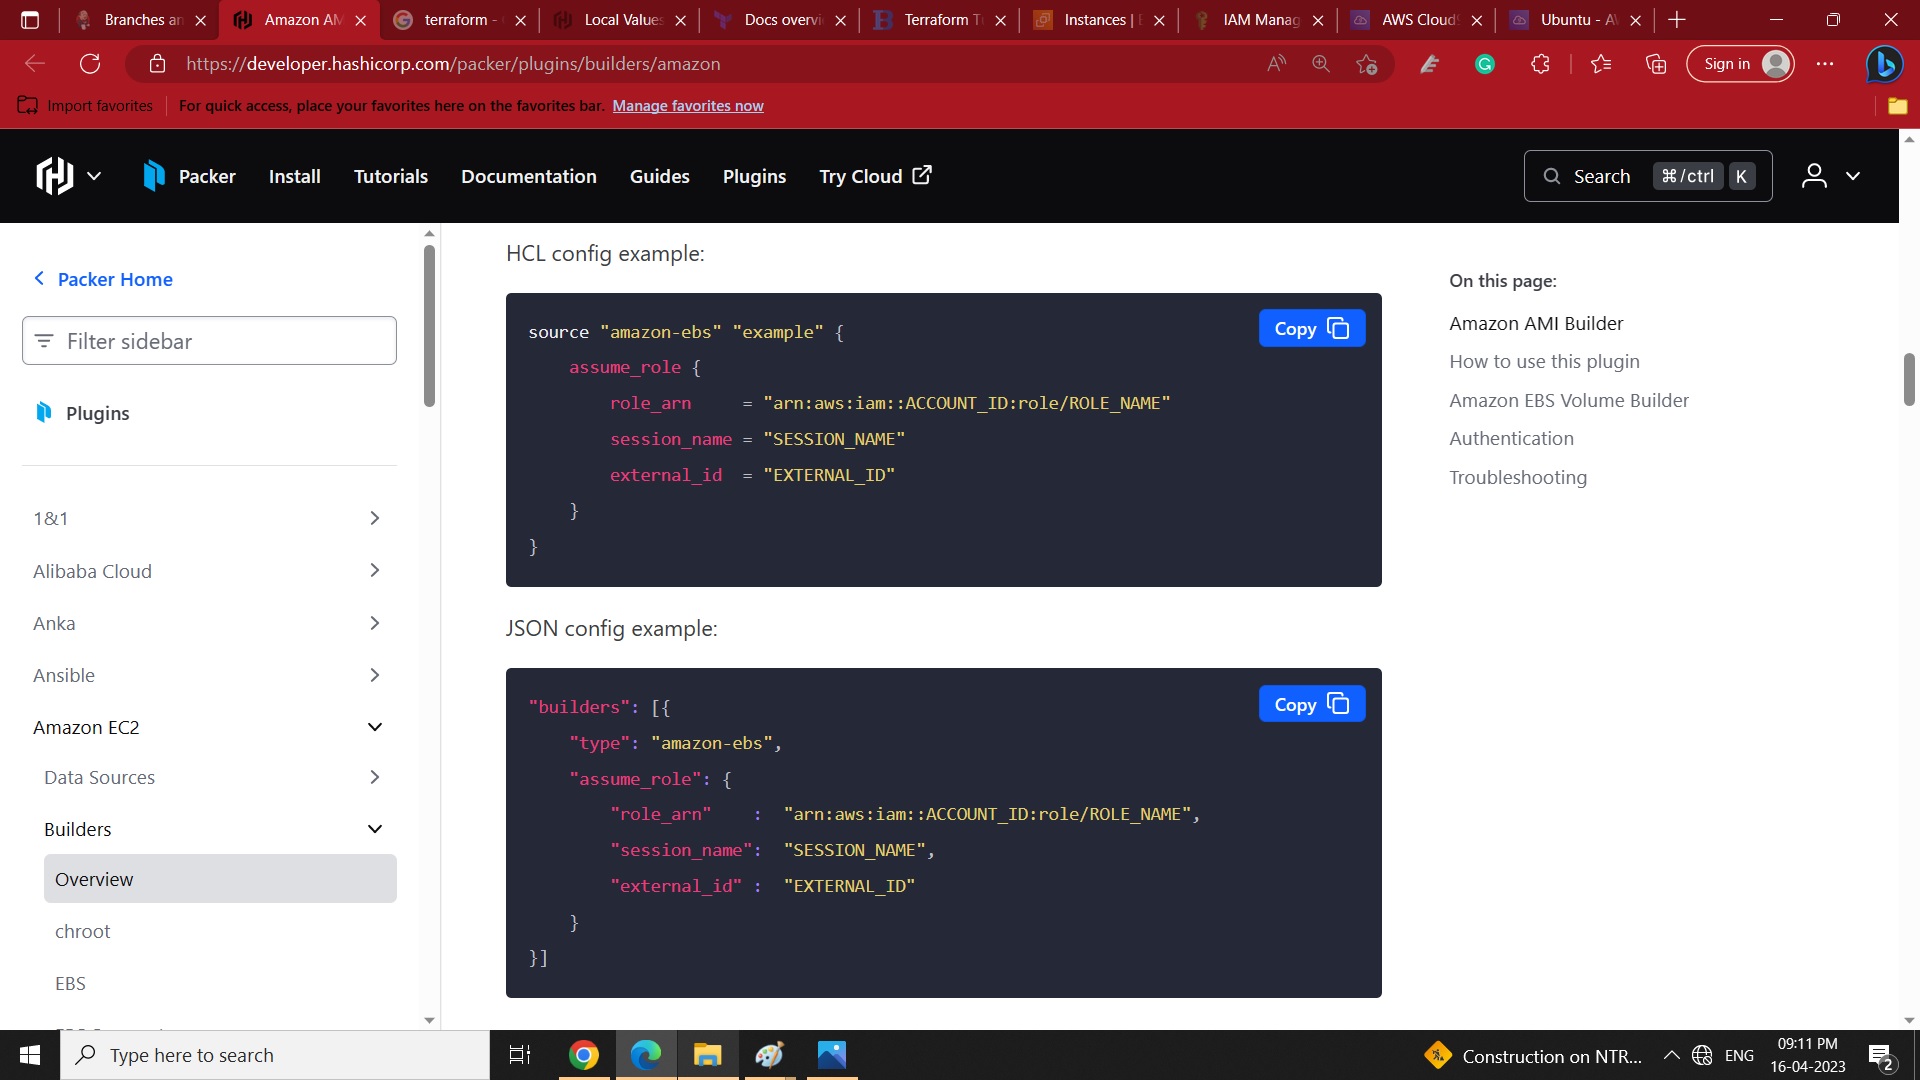 Branches an
Amazon AM
terraform -
Local Values
Docs overvi
Terraform T
Instances | E
IAM Manag
AWS Cloud
Ubuntu - A
https://developer.hashicorp.com/packer/plugins/builders/amazon
Sign in
Import favorites
For quick access, place your favorites here on the favorites bar. Manage favorites now
Packer
Install
Tutorials
Documentation
Guides
Plugins
Try Cloud
Search
⌘/ctrl
K
Packer Home
Filter sidebar
Plugins
1&1
Alibaba Cloud
Anka
Ansible
Amazon EC2
Data Sources
Builders
Overview
chroot
EBS
HCL config example:
Copy
source "amazon-ebs" "example" {
assume_role {
role_arn = "arn:aws:iam::ACCOUNT_ID:role/ROLE_NAME"
session_name = "SESSION_NAME"
external_id = "EXTERNAL_ID"
}
}
JSON config example:
Copy
"builders": [{
"type": "amazon-ebs",
"assume_role": {
"role_arn" : "arn:aws:iam::ACCOUNT_ID:role/ROLE_NAME",
"session_name": "SESSION_NAME",
"external_id" : "EXTERNAL_ID"
}
}]
On this page:
Amazon AMI Builder
How to use this plugin
Amazon EBS Volume Builder
Authentication
Troubleshooting
Type here to search
Construction on NTR...
ENG
09:11 PM
16-04-2023
2